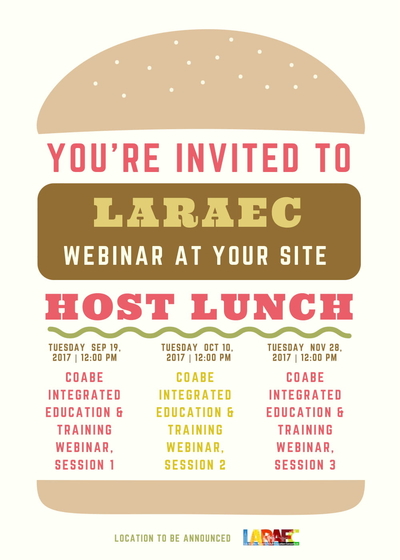 YOU'RE INVITED TO
LARAEC
WEBINAR AT YOUR SITE
HOST LUNCH
TUESDAY SEP 19,
2017 | 12:00 PM
COABE
INTEGRATED
EDUCATION &
TRAINING
WEBINAR,
SESSION 1
TUESDAY OCT 10,
2017 | 12:00 PM
COABE
INTEGRATED
EDUCATION &
TRAINING
WEBINAR,
SESSION 2
TUESDAY NOV 28,
2017 | 12:00 PM
COABE
INTEGRATED
EDUCATION &
TRAINING
WEBINAR,
SESSION 3
LOCATION TO BE ANNOUNCED
LARAEC